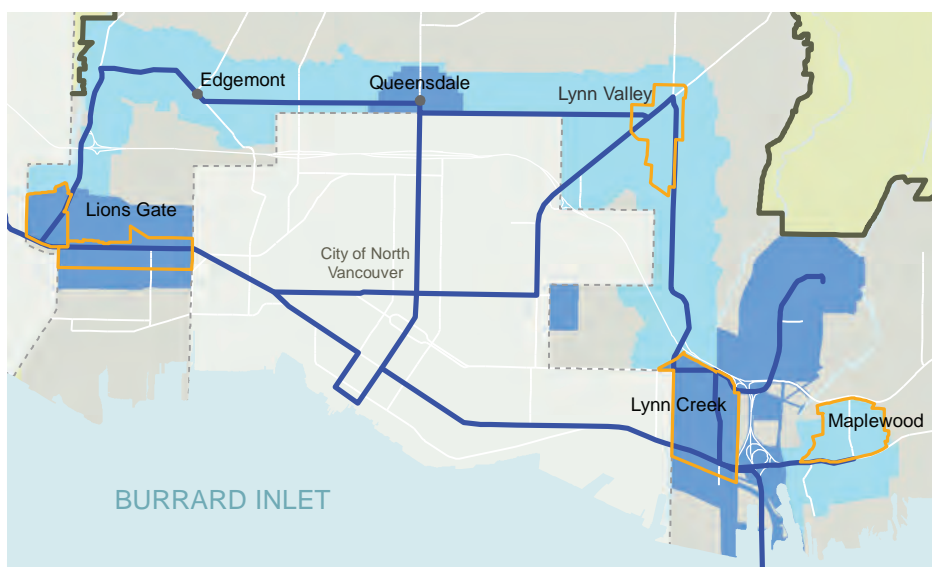 Edgemont
Queensdale
Lynn Valley
Lions Gate
City of North
Vancouver
Lynn Creek
Maplewood
BURRARD INLET